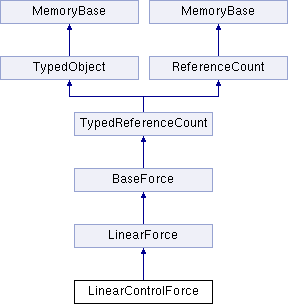 MemoryBase
MemoryBase
TypedObject
ReferenceCount
TypedReferenceCount
BaseForce
LinearForce
LinearControlForce